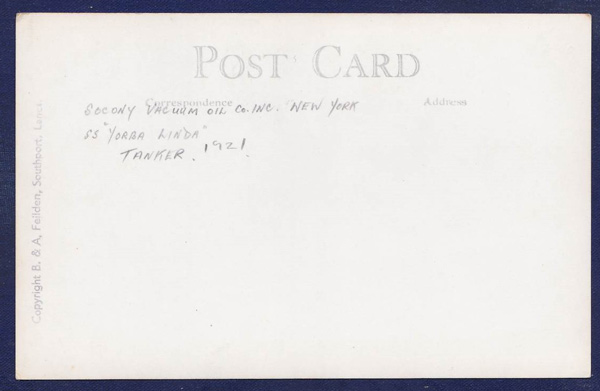 POST CARD
Correspondence
Address
SOCONY VACUUM OIL Co. INC. NEW YORK
SS "YORBA LINDA"
TANKER. 1921.
Copyright B. & A. Feilden, Southport, Lancs